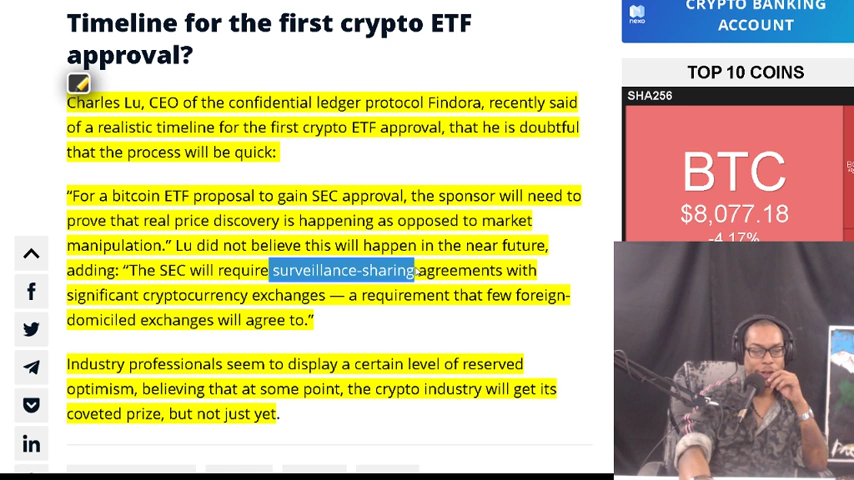 Timeline for the first crypto ETF
approval?
Charles Lu, CEO of the confidential ledger protocol Findora, recently said
of a realistic timeline for the first crypto ETF approval, that he is doubtful
that the process will be quick:
“For a bitcoin ETF proposal to gain SEC approval, the sponsor will need to
prove that real price discovery is happening as opposed to market
manipulation.” Lu did not believe this will happen in the near future,
adding: “The SEC will require surveillance-sharing agreements with
significant cryptocurrency exchanges — a requirement that few foreign-
domiciled exchanges will agree to.”
Industry professionals seem to display a certain level of reserved
optimism, believing that at some point, the crypto industry will get its
coveted prize, but not just yet.
nexo
CRYPTO BANKING
ACCOUNT
TOP 10 COINS
SHA256
BTC
$8,077.18
-4.17%